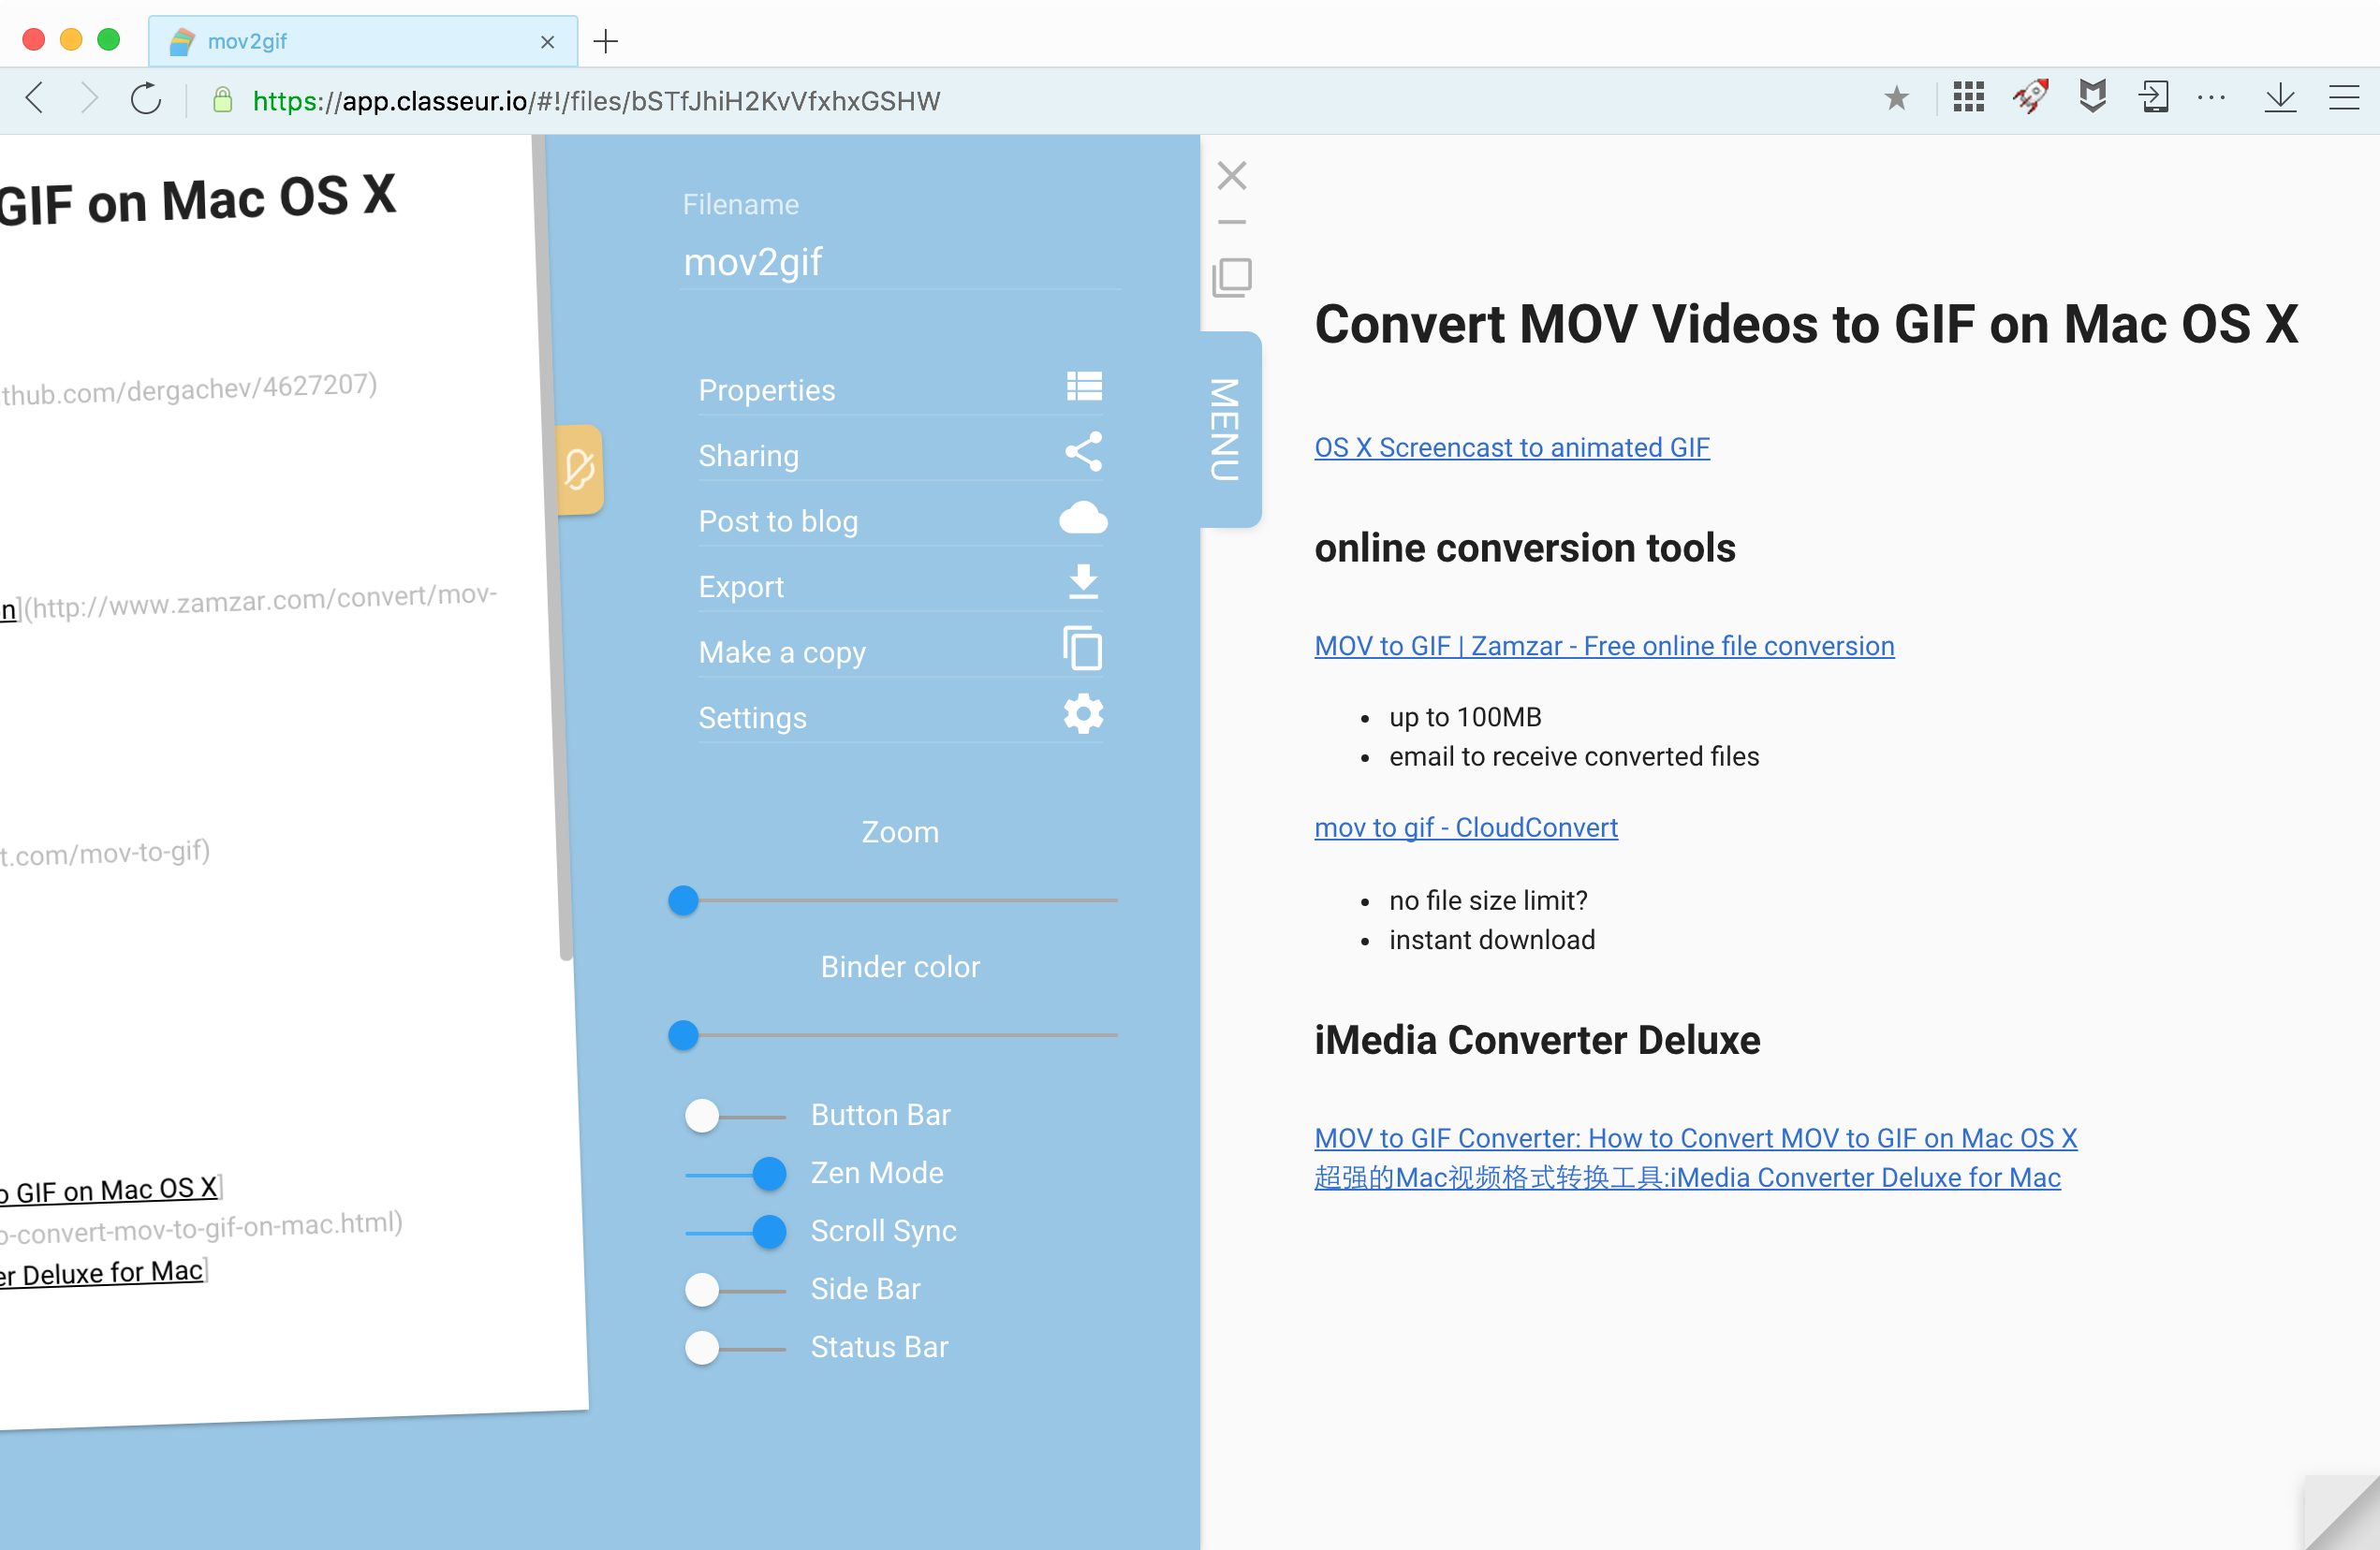 mov2gif
https://app.classeur.io/#!/files/bSTfJhiH2KvVfxhxGSHW
GIF on Mac OS X
thub.com/dergachev/4627207)
n](http://www.zamzar.com/convert/mov-
t.com/mov-to-gif)
o GIF on Mac OS X]
o-convert-mov-to-gif-on-mac.html)
er Deluxe for Mac]
Filename
mov2gif
Properties
Sharing
Post to blog
Export
Make a copy
Settings
Zoom
Binder color
Button Bar
Zen Mode
Scroll Sync
Side Bar
Status Bar
MENU
Convert MOV Videos to GIF on Mac OS X
OS X Screencast to animated GIF
online conversion tools
MOV to GIF | Zamzar - Free online file conversion
• up to 100MB
• email to receive converted files
mov to gif - CloudConvert
• no file size limit?
• instant download
iMedia Converter Deluxe
MOV to GIF Converter: How to Convert MOV to GIF on Mac OS X
超强的Mac视频格式转换工具:iMedia Converter Deluxe for Mac